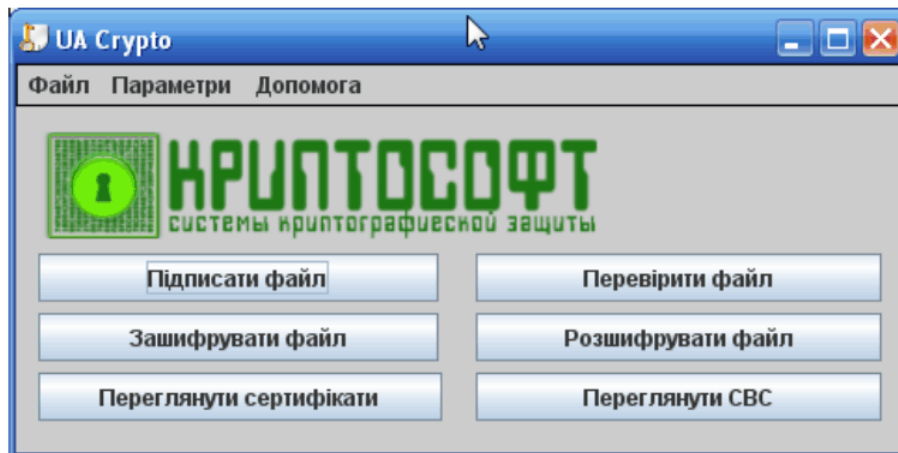 UA Crypto
Файл Параметри Допомога
КРИПТОСОФТ
системы криптографической защиты
Підписати файл Перевірити файл
Зашифрувати файл Розшифрувати файл
Переглянути сертифікати Переглянути СВС